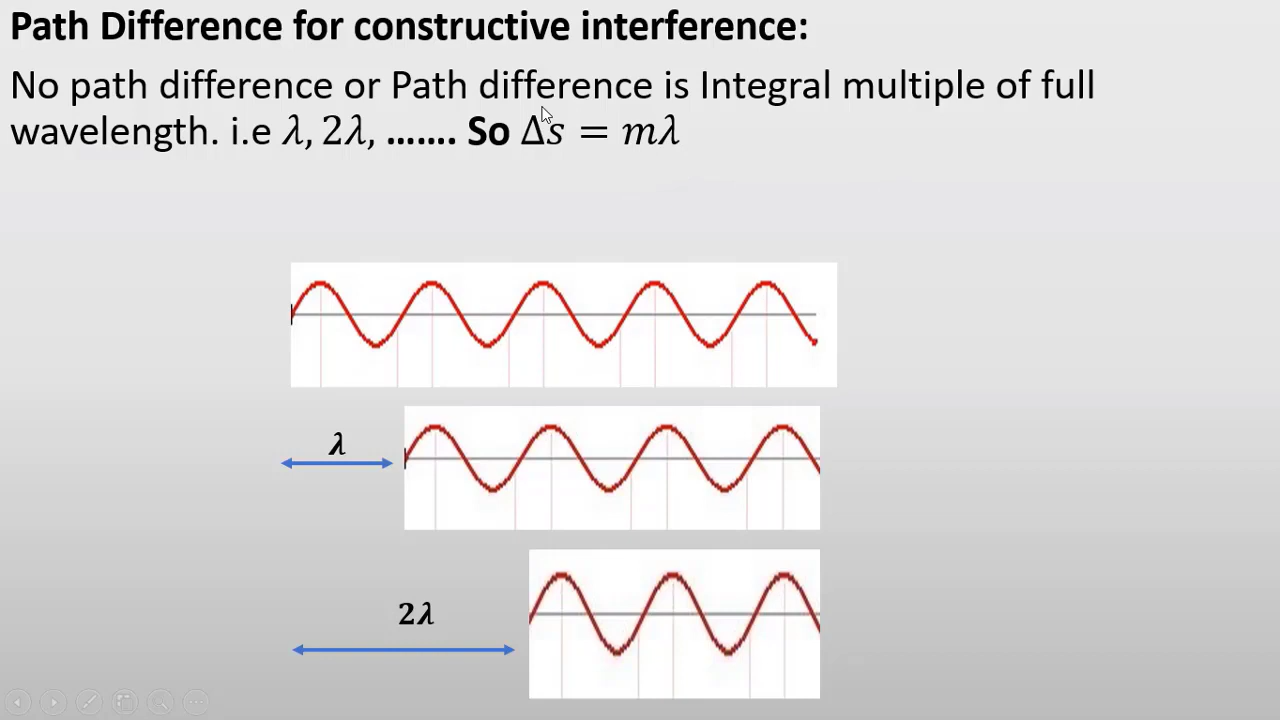 Path Difference for constructive interference:
No path difference or Path difference is Integral multiple of full
wavelength. i.e 𝜆, 2𝜆, ……. So Δ𝑠 = 𝑚𝜆
𝝀
𝟐𝝀